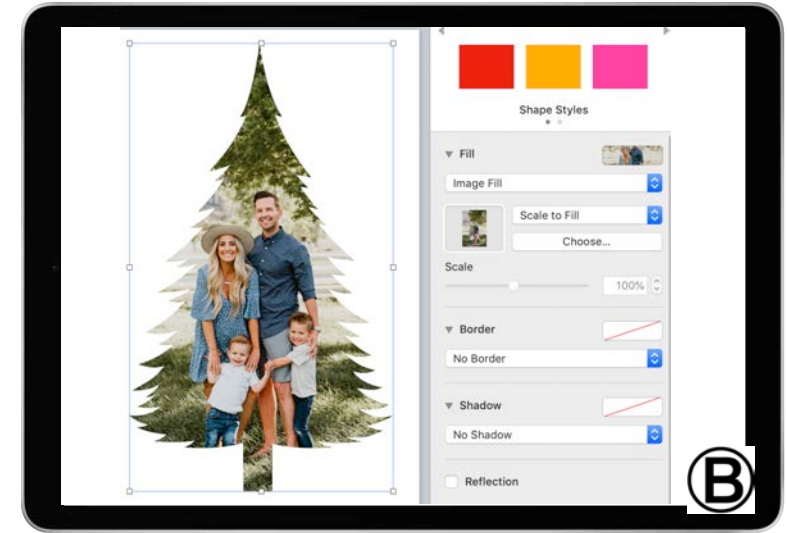 Shape Styles
Fill
Image Fill
Scale to Fill
Choose...
Scale
100%
Border
No Border
Shadow
No Shadow
Reflection
B